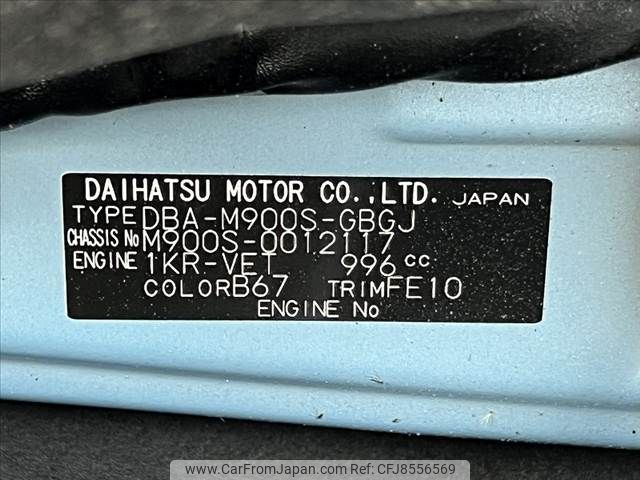 DAIHATSU MOTOR CO.,LTD. JAPAN
TYPE DBA-M900S-GBGJ
CHASSIS No M900S-0012117
ENGINE 1KR-VET 996 cc
COLOR B67 TRIM FE10
ENGINE No
www.CarFromJapan.com - CFJ8556569